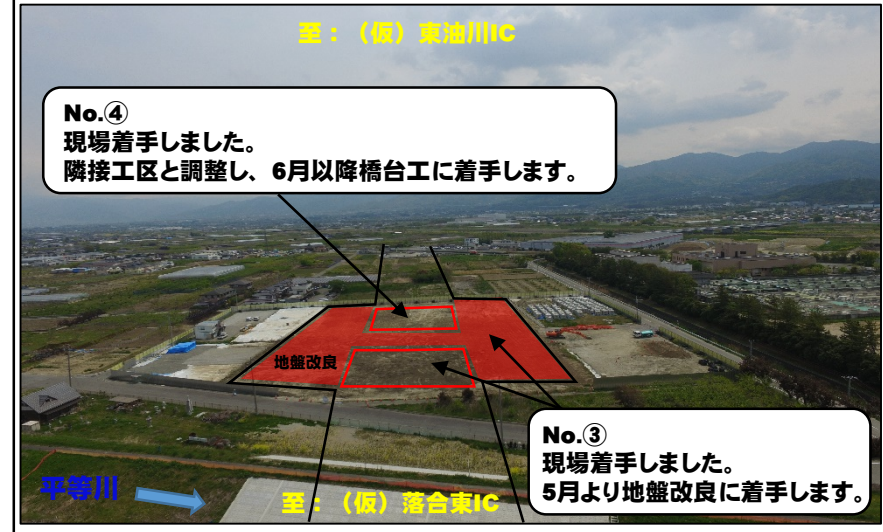 至：（仮）東油川IC
No.④
現場着手しました。
隣接工区と調整し、6月以降橋台工に着手します。
地盤改良
No.③
現場着手しました。
5月より地盤改良に着手します。
平等川
至：（仮）落合東IC